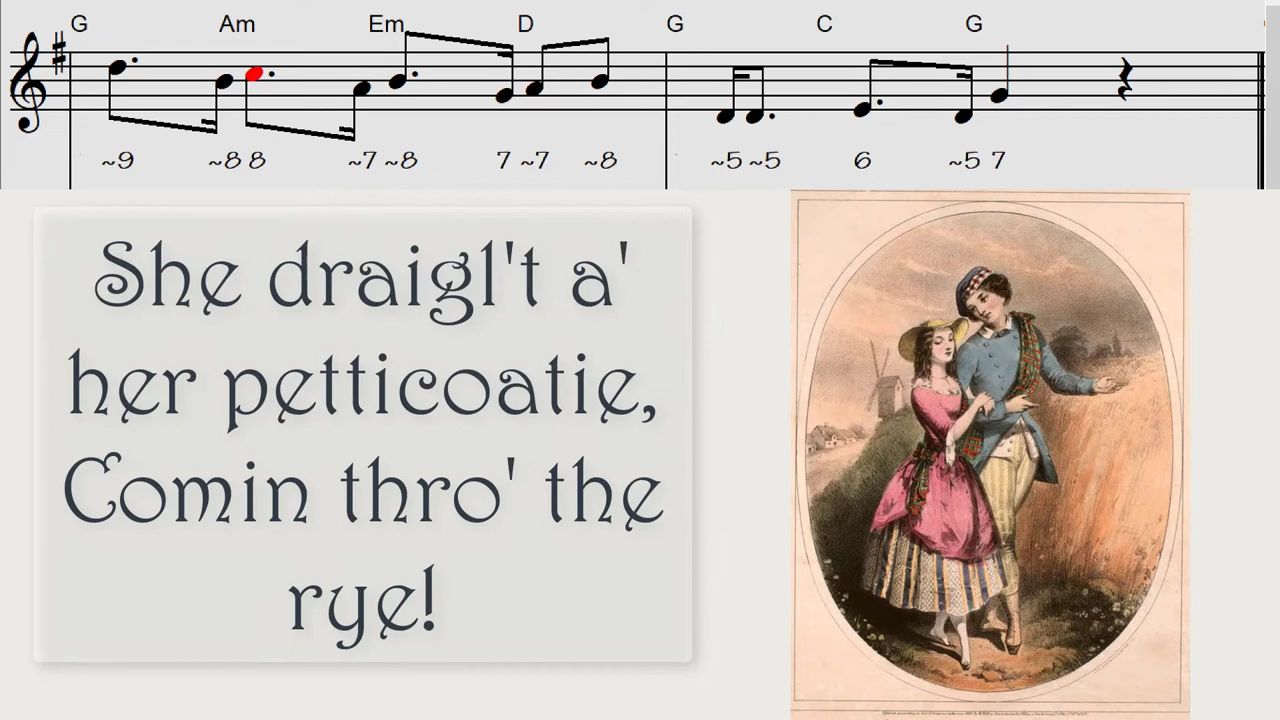 G Am Em D G C G
~9 ~8 8 ~7 ~8 7 ~7 ~8 ~5 ~5 6 ~5 7
She draigl't a'
her petticoatie,
Comin thro' the
rye!